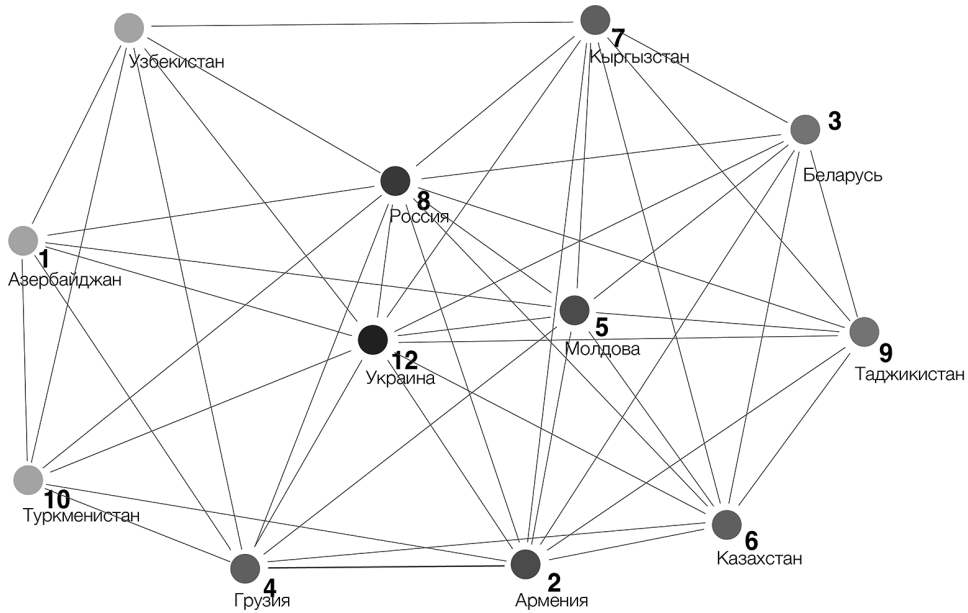 7
Кыргызстан
Узбекистан
3
Беларусь
8
Россия
1
Азербайджан
5
Молдова
12
Украина
9
Таджикистан
10
Туркменистан
6
Казахстан
4
Грузия
2
Армения